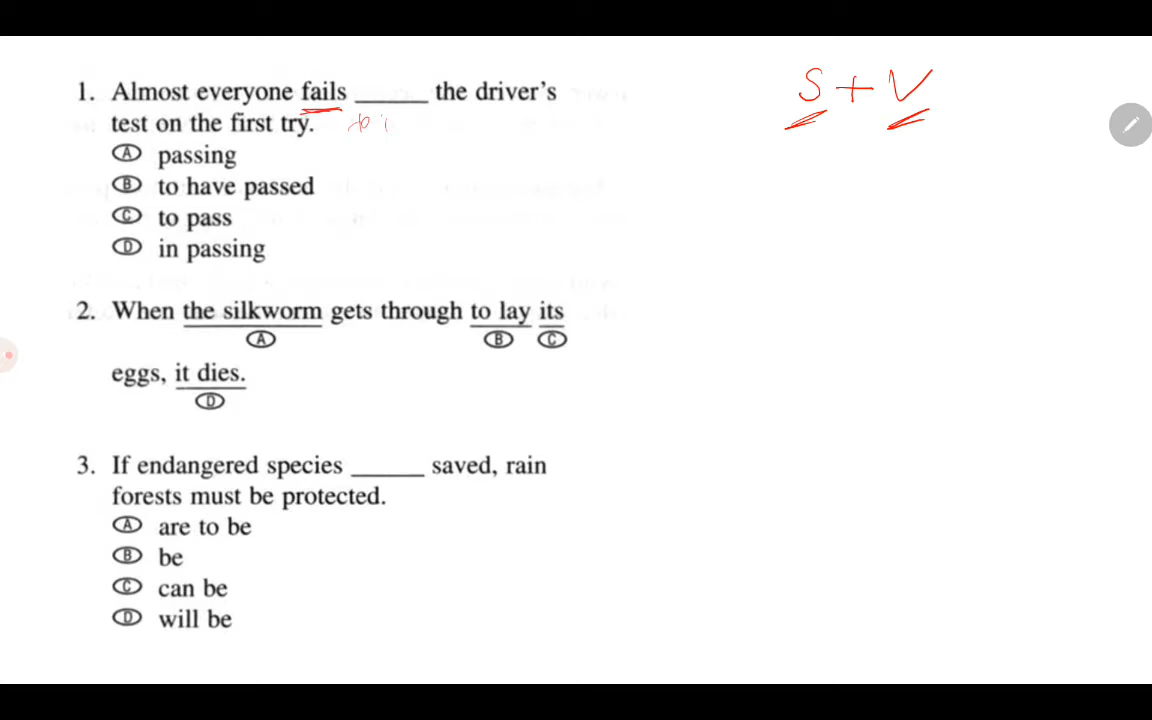 1. Almost everyone fails ______ the driver's
test on the first try.
Ⓐ passing
Ⓑ to have passed
Ⓒ to pass
Ⓓ in passing
2. When the silkworm gets through to lay its
Ⓐ Ⓑ Ⓒ
eggs, it dies.
Ⓓ
3. If endangered species ______ saved, rain
forests must be protected.
Ⓐ are to be
Ⓑ be
Ⓒ can be
Ⓓ will be
S + V